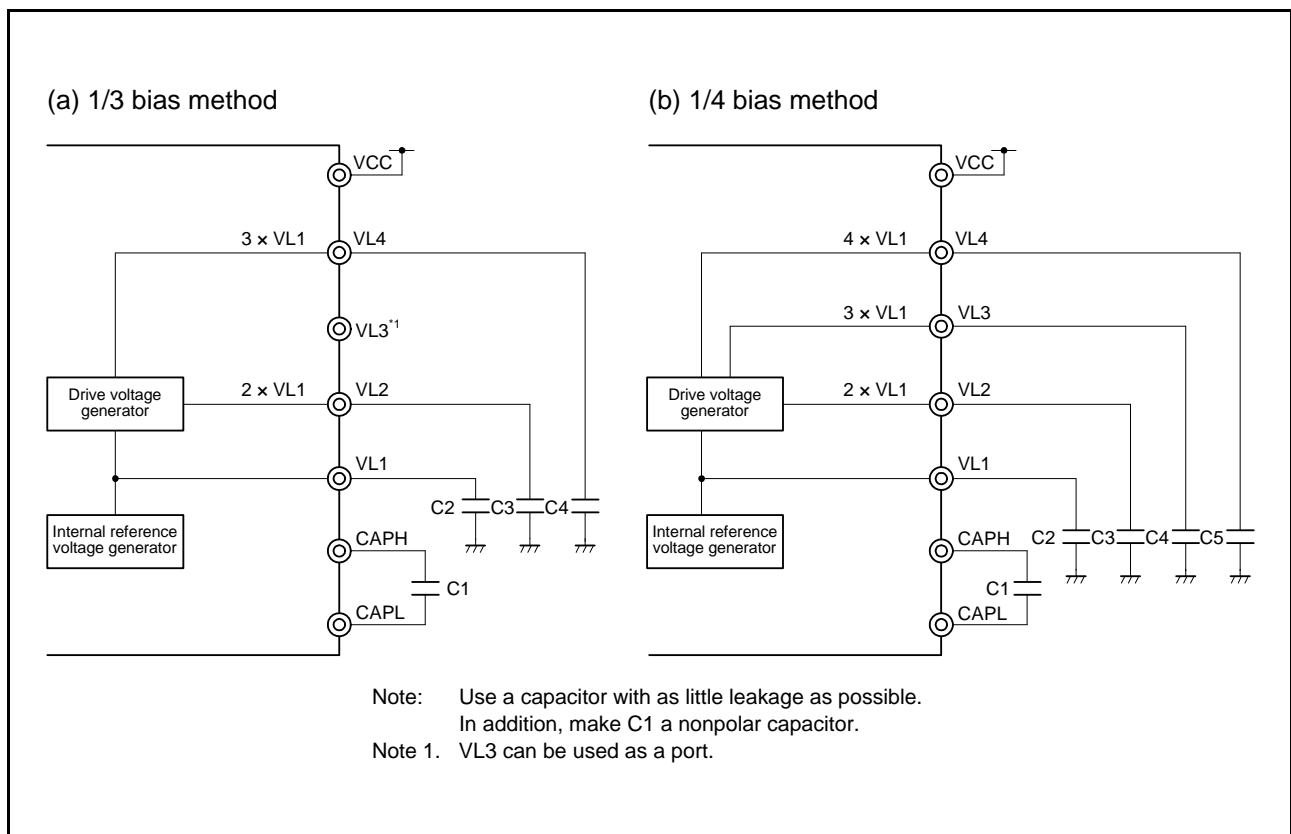 (a) 1/3 bias method
VCC
3 × VL1
VL4
VL3*1
Drive voltage
generator
2 × VL1
VL2
VL1
C2
C3
C4
Internal reference
voltage generator
CAPH
C1
CAPL
(b) 1/4 bias method
VCC
4 × VL1
VL4
3 × VL1
VL3
Drive voltage
generator
2 × VL1
VL2
VL1
Internal reference
voltage generator
C2
C3
C4
C5
CAPH
C1
CAPL
Note: Use a capacitor with as little leakage as possible.
In addition, make C1 a nonpolar capacitor.
Note 1. VL3 can be used as a port.